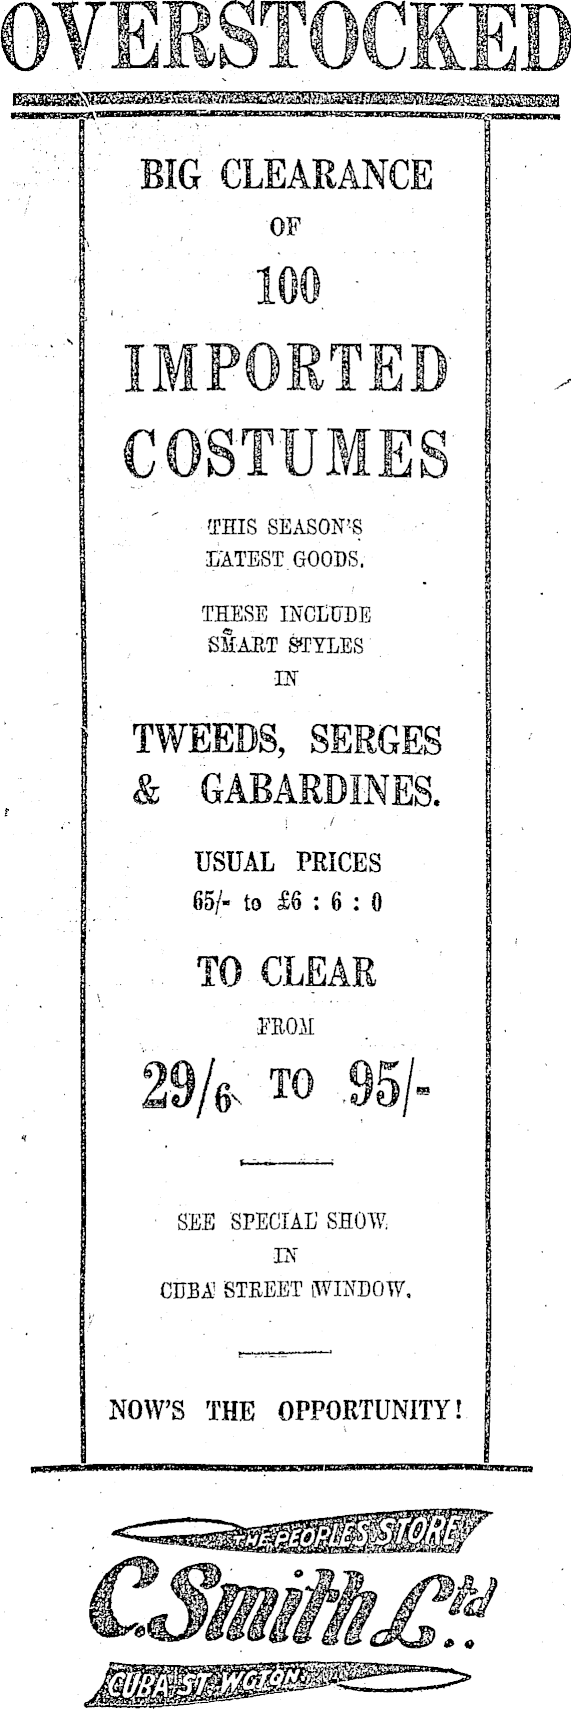 OVERSTOCKED
BIG CLEARANCE
OF
100
IMPORTED
COSTUMES
THIS SEASON'S
LATEST GOODS.
THESE INCLUDE
SMART STYLES
IN
TWEEDS, SERGES
& GABARDINES.
USUAL PRICES
65/- to £6 : 6 : 0
TO CLEAR
FROM
29/6 TO 95/-
SEE SPECIAL SHOW
IN
CUBA STREET WINDOW.
NOW'S THE OPPORTUNITY!
THE PEOPLES STORE
C. Smith Ltd..
CUBA ST. WGTON